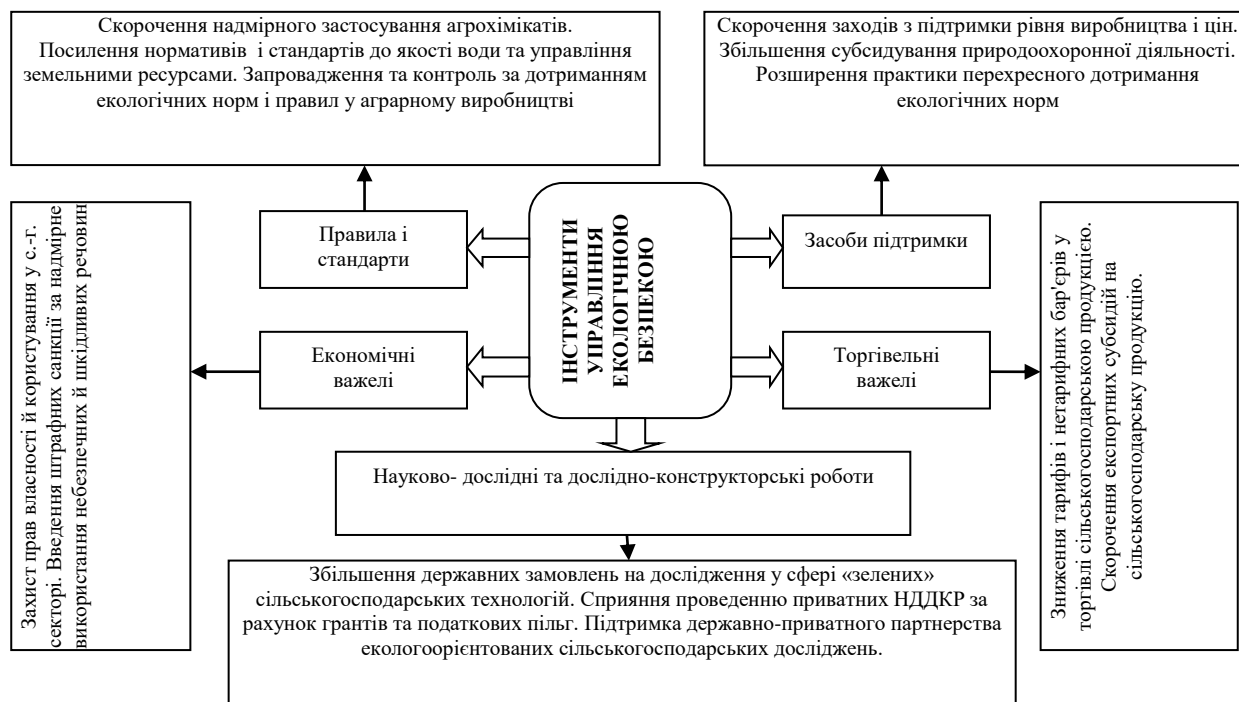 Скорочення надмірного застосування агрохімікатів.
Посилення нормативів і стандартів до якості води та управління
земельними ресурсами. Запровадження та контроль за дотриманням
екологічних норм і правил у аграрному виробництві
Скорочення заходів з підтримки рівня виробництва і цін.
Збільшення субсидування природоохоронної діяльності.
Розширення практики перехресного дотримання
екологічних норм
Захист прав власності й користування у с.-г.
секторі. Введення штрафних санкції за надмірне
використання небезпечних й шкідливих речовин
Правила і
стандарти
Економічні
важелі
ІНСТРУМЕНТИ
УПРАВЛІННЯ
ЕКОЛОГІЧНОЮ
БЕЗПЕКОЮ
Засоби підтримки
Торгівельні
важелі
Зниження тарифів і нетарифних бар'єрів у
торгівлі сільськогосподарською продукцією.
Скорочення експортних субсидій на
сільськогосподарську продукцію.
Науково- дослідні та дослідно-конструкторські роботи
Збільшення державних замовлень на дослідження у сфері «зелених»
сільськогосподарських технологій. Сприяння проведенню приватних НДДКР за
рахунок грантів та податкових пільг. Підтримка державно-приватного партнерства
екологоорієнтованих сільськогосподарських досліджень.